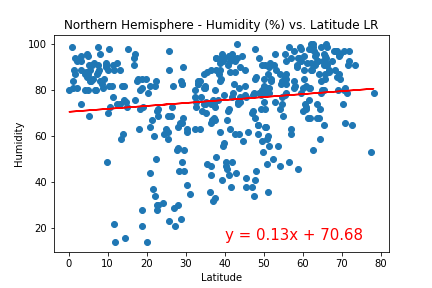 Northern Hemisphere - Humidity (%) vs. Latitude LR
100
80
60
40
20
Humidity
y = 0.13x + 70.68
0 10 20 30 40 50 60 70 80
Latitude